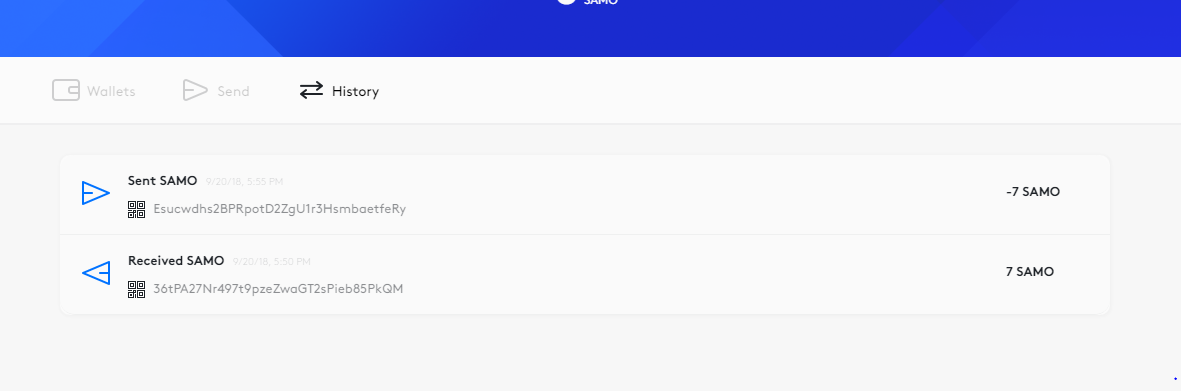 SAMO
Wallets Send History
Sent SAMO 9/20/18, 5:55 PM
-7 SAMO
Esucwdhs2BPRpotD2ZgU1r3HsmbaetfeRy
Received SAMO 9/20/18, 5:50 PM
7 SAMO
36tPA27Nr497t9pzeZwaGT2sPieb85PkQM